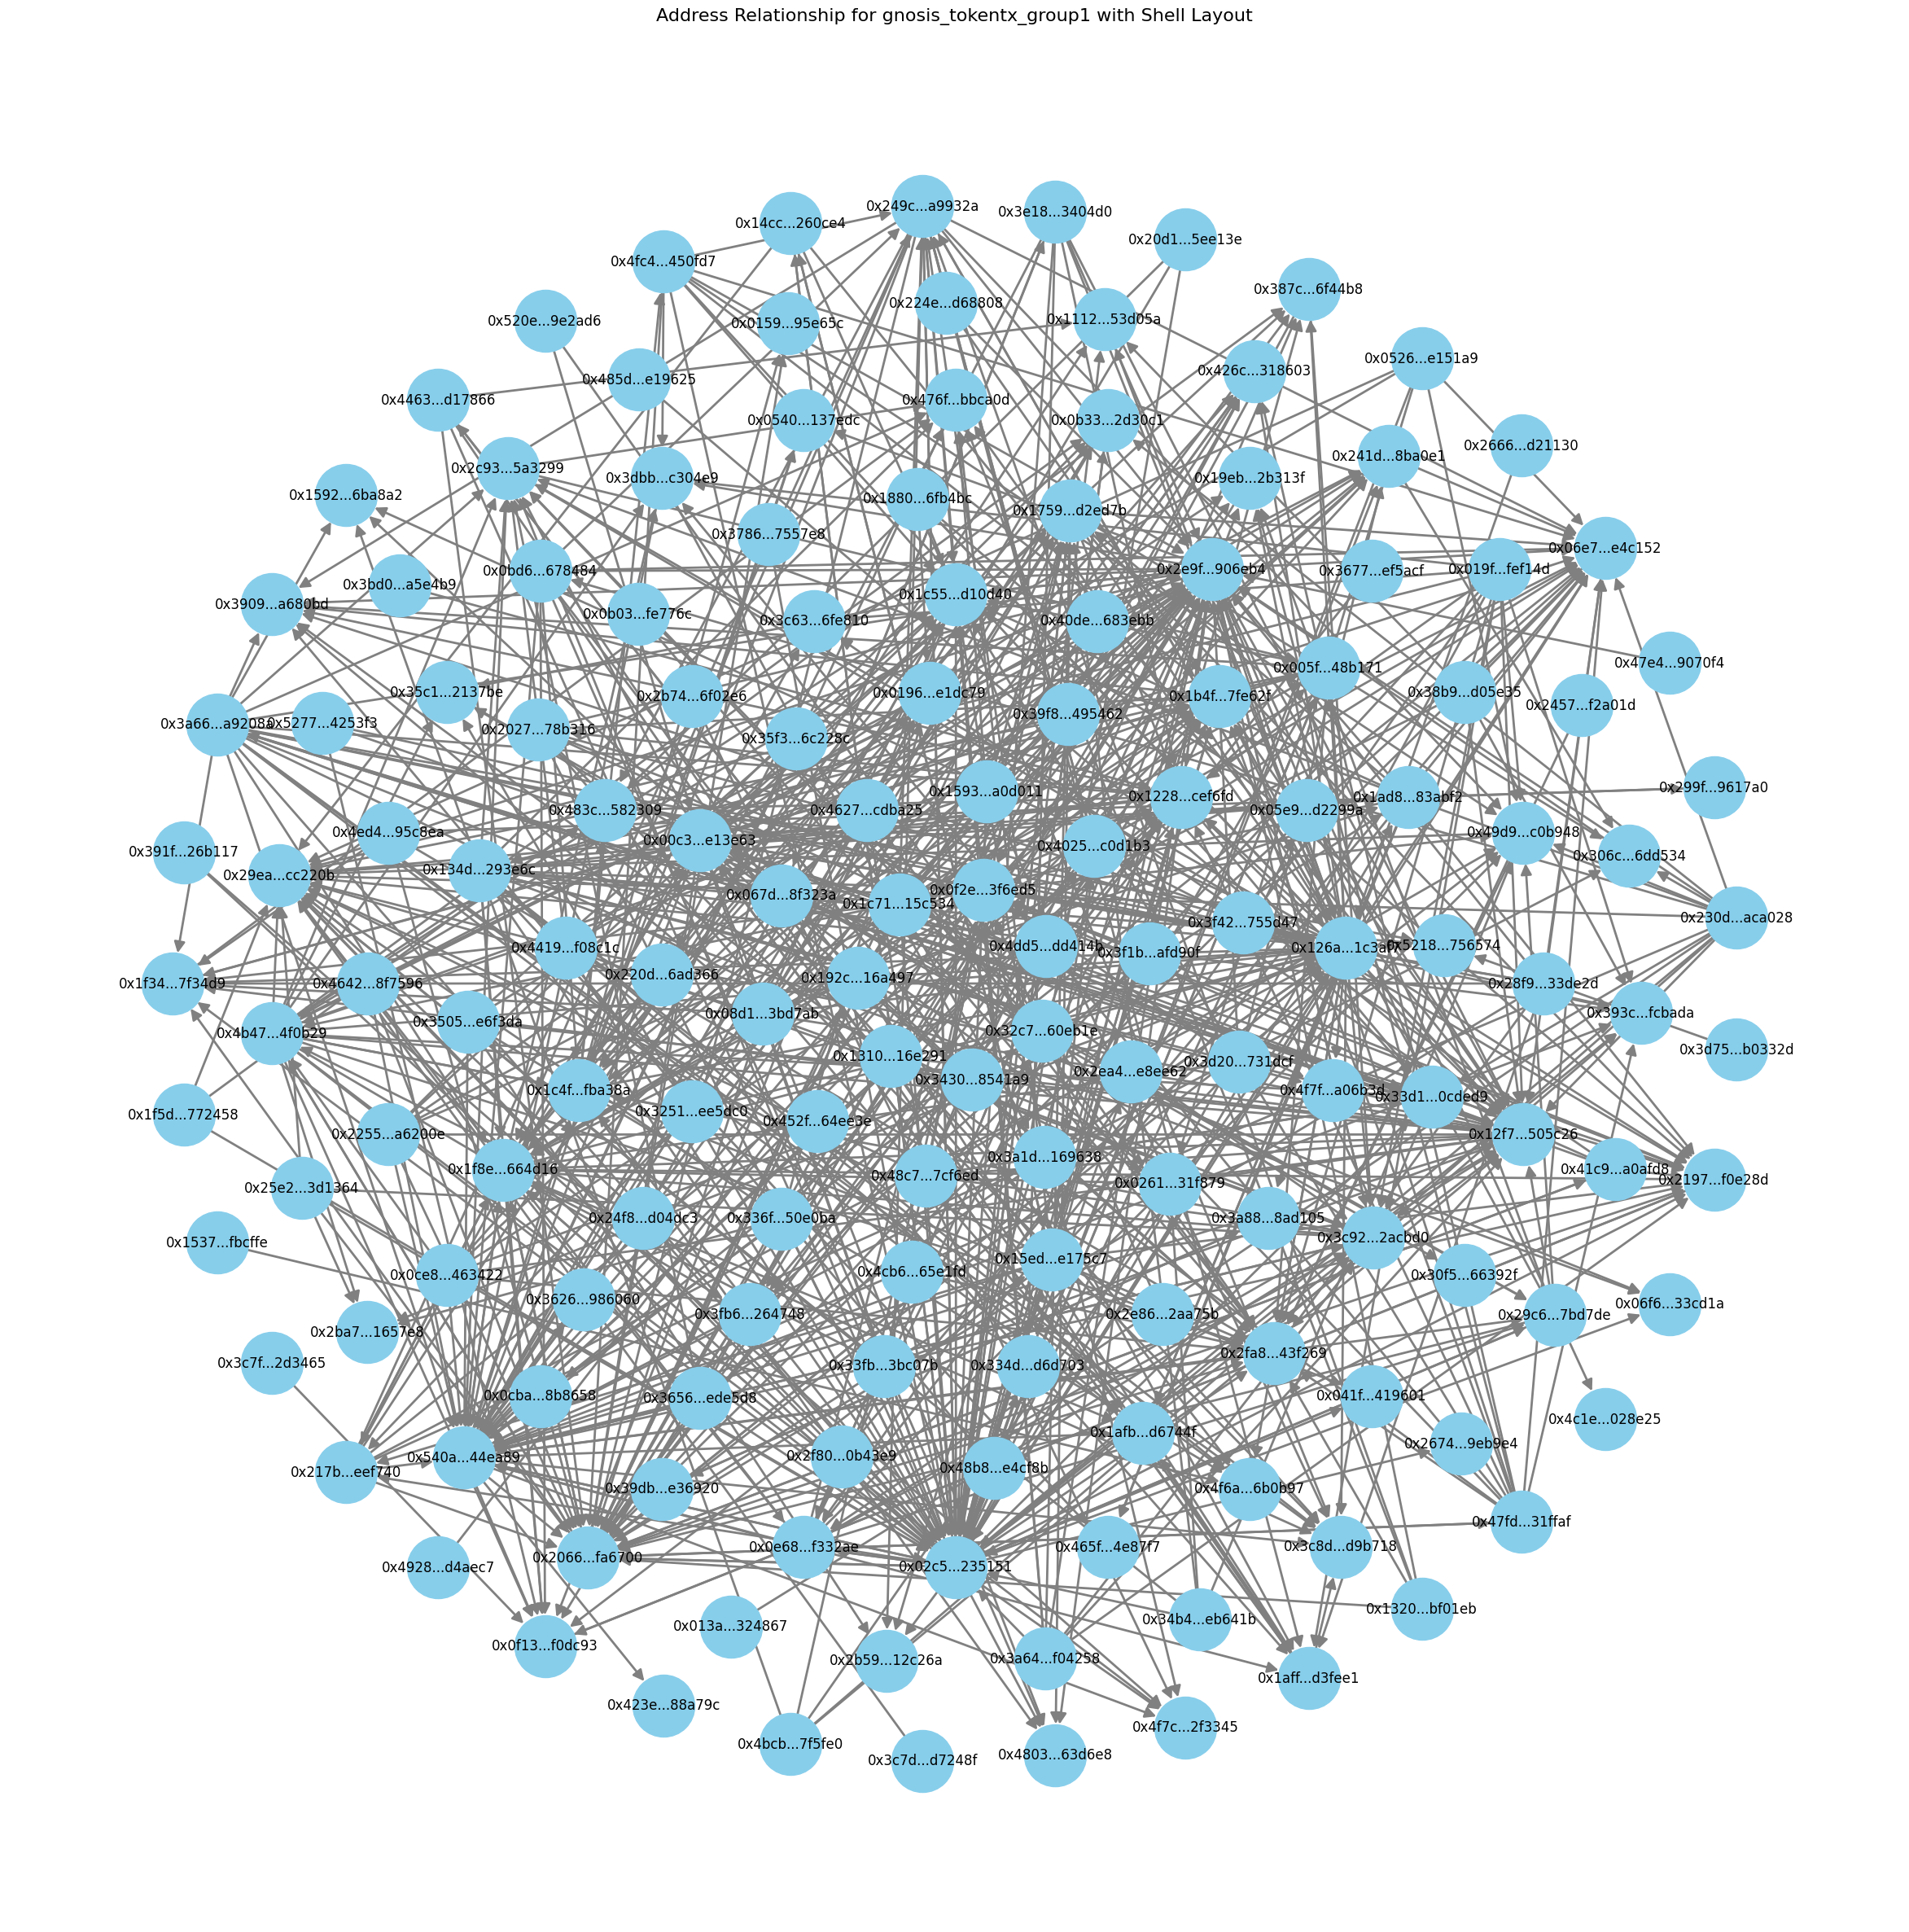 Address Relationship for gnosis_tokentx_group1 with Shell Layout
0x249c...a9932a
0x3e18...3404d0
0x14cc...260ce4
0x20d1...5ee13e
0x4fc4...450fd7
0x387c...6f44b8
0x224e...d68808
0x520e...9e2ad6
0x0159...95e65c
0x1112...53d05a
0x0526...e151a9
0x426c...318603
0x485d...e19625
0x4463...d17866
0x476f...bbca0d
0x0540...137edc
0x0b33...2d30c1
0x2666...d21130
0x241d...8ba0e1
0x2c93...5a3299
0x3dbb...c304e9
0x19eb...2b313f
0x1592...6ba8a2
0x1880...6fb4bc
0x1759...d2ed7b
0x3786...7557e8
0x06e7...e4c152
0x0bd6...678484
0x2e9f...906eb4
0x3677...ef5acf
0x019f...fef14d
0x3bd0...a5e4b9
0x1c55...d10d40
0x3909...a680bd
0x0b03...fe776c
0x3c63...6fe810
0x40de...683ebb
0x47e4...9070f4
0x005f...48b171
0x35c1...2137be
0x2b74...6f02e6
0x0196...e1dc79
0x1b4f...7fe62f
0x38b9...d05e35
0x2457...f2a01d
0x39f8...495462
0x3a66...a9208a
0x5277...4253f3
0x2027...78b316
0x35f3...6c228c
0x299f...9617a0
0x1593...a0d011
0x1228...cef6fd
0x1ad8...83abf2
0x483c...582309
0x4627...cdba25
0x05e9...d2299a
0x4ed4...95c8ea
0x49d9...c0b948
0x00c3...e13e63
0x391f...26b117
0x4025...c0d1b3
0x306c...6dd534
0x134d...293e6c
0x29ea...cc220b
0x0f2e...3f6ed5
0x067d...8f323a
0x1c71...15c534
0x230d...aca028
0x3f42...755d47
0x4419...f08c1c
0x4dd5...dd414b
0x126a...1c3af
0x5218...756574
0x3f1b...afd90f
0x220d...6ad366
0x192c...16a497
0x1f34...7f34d9
0x4642...8f7596
0x28f9...33de2d
0x08d1...3bd7ab
0x393c...fcbada
0x3505...e6f3da
0x4b47...4f0b29
0x32c7...60eb1e
0x3d75...b0332d
0x1310...16e291
0x3d20...731dcf
0x2ea4...e8ee62
0x3430...8541a9
0x1c4f...fba38a
0x4f7f...a06b3d
0x33d1...0cded9
0x3251...ee5dc0
0x1f5d...772458
0x452f...64ee3e
0x2255...a6200e
0x12f7...505c26
0x3a1d...169638
0x1f8e...664d16
0x41c9...a0afd8
0x48c7...7cf6ed
0x2197...f0e28d
0x0261...31f879
0x25e2...3d1364
0x24f8...d04dc3
0x336f...50e0ba
0x3a88...8ad105
0x3c92...2acbd0
0x1537...fbcffe
0x15ed...e175c7
0x4cb6...65e1fd
0x0ce8...463422
0x30f5...66392f
0x3626...986060
0x06f6...33cd1a
0x3fb6...264748
0x2e86...2aa75b
0x29c6...7bd7de
0x2ba7...1657e8
0x2fa8...43f269
0x3c7f...2d3465
0x33fb...3bc07b
0x334d...d6d703
0x0cba...8b8658
0x3656...ede5d8
0x041f...419601
0x4c1e...028e25
0x1afb...d6744f
0x2674...9eb9e4
0x540a...44ea89
0x2f80...0b43e9
0x48b8...e4cf8b
0x217b...eef740
0x39db...e36920
0x4f6a...6b0b97
0x47fd...31ffaf
0x0e68...f332ae
0x465f...4e87f7
0x3c8d...d9b718
0x2066...fa6700
0x02c5...235151
0x4928...d4aec7
0x1320...bf01eb
0x34b4...eb641b
0x013a...324867
0x0f13...f0dc93
0x3a64...f04258
0x2b59...12c26a
0x1aff...d3fee1
0x423e...88a79c
0x4f7c...2f3345
0x4bcb...7f5fe0
0x4803...63d6e8
0x3c7d...d7248f